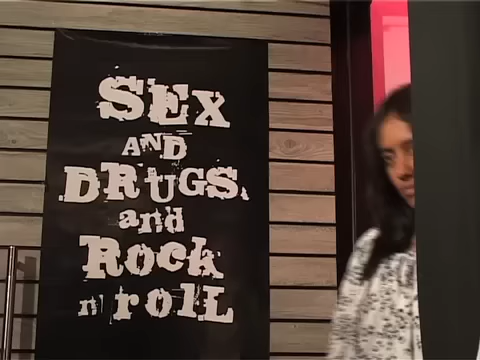 SEX
AND
DRUGS
and
Rock
n roll